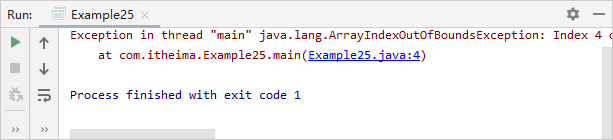 Run: Example25
Exception in thread "main" java.lang.ArrayIndexOutOfBoundsException: Index 4
at com.itheima.Example25.main(Example25.java:4)
Process finished with exit code 1